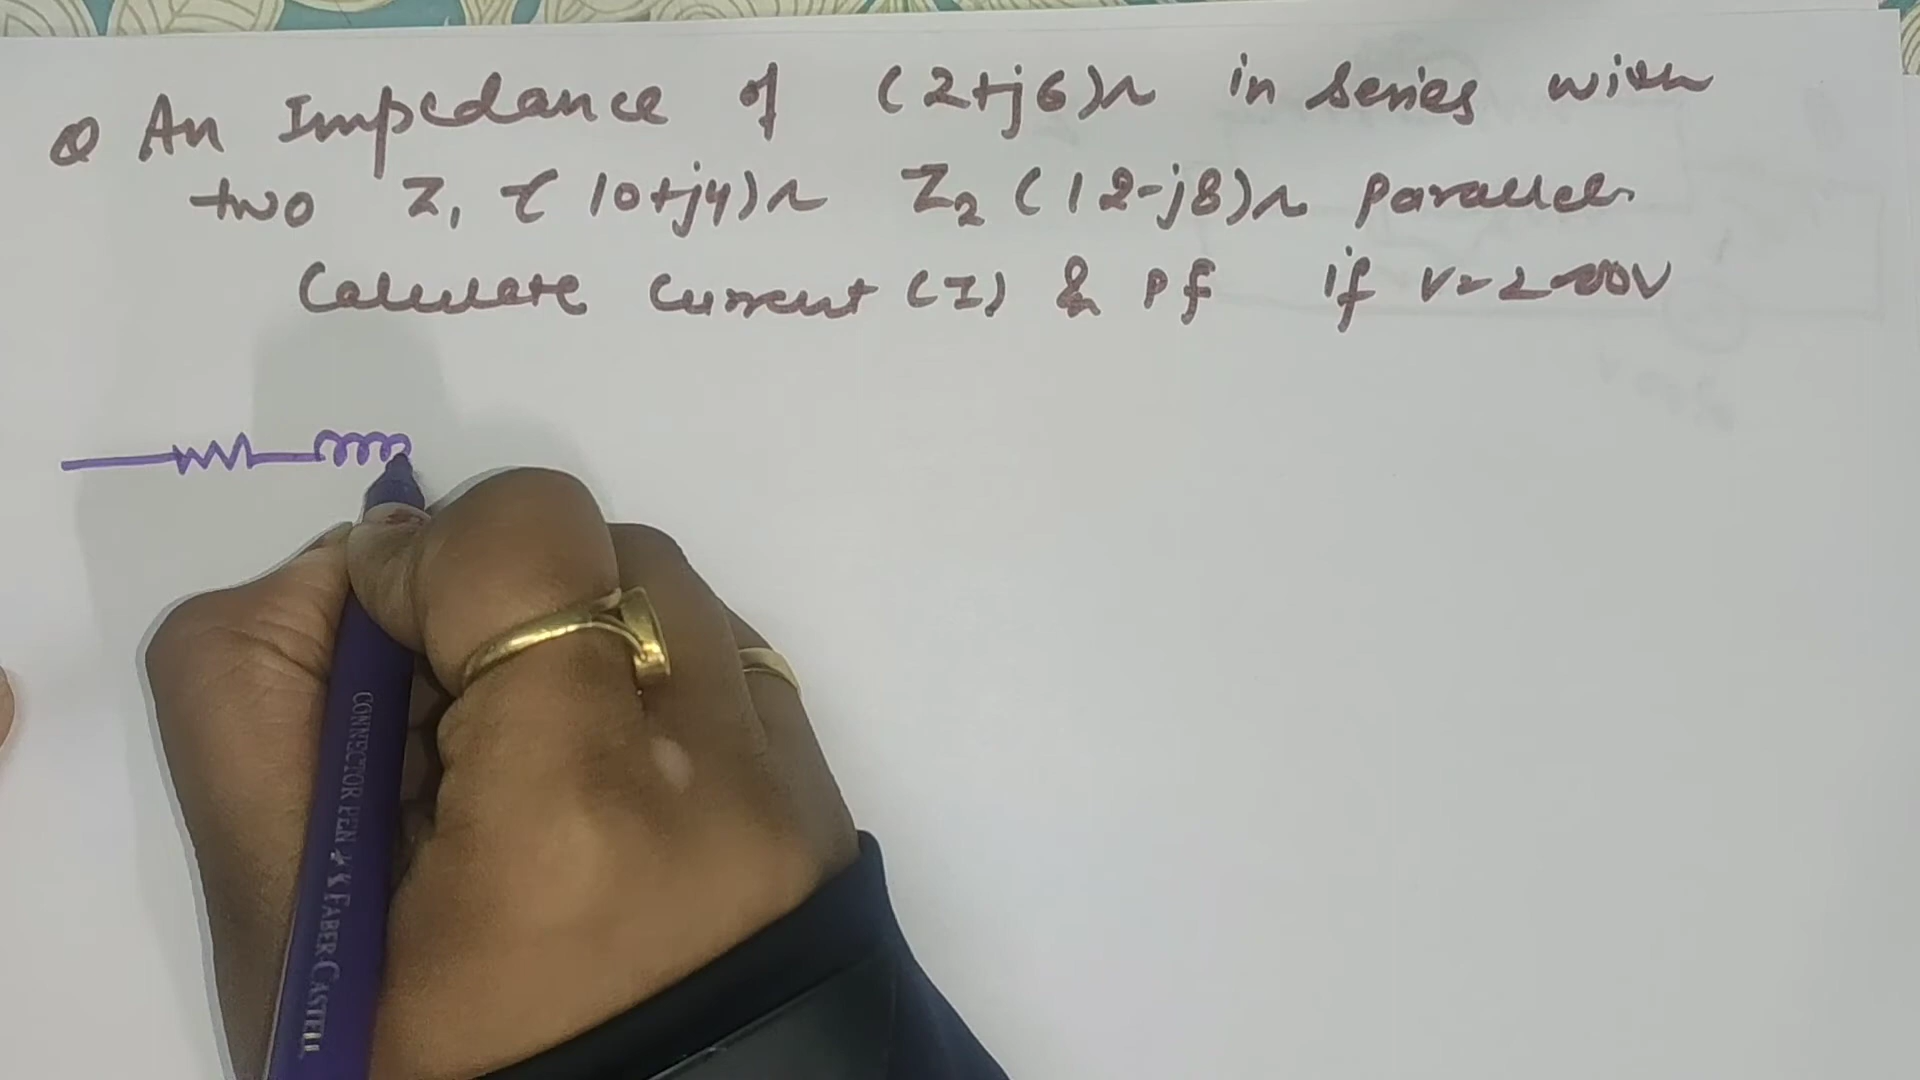 Q An Impedance of (2+j6)Ω in series with
two Z₁ (10+j4)Ω Z₂ (12-j8)Ω parallel.
Calculate Current (I) & Pf if V=200V
CONNECTOR PEN FABER-CASTELL